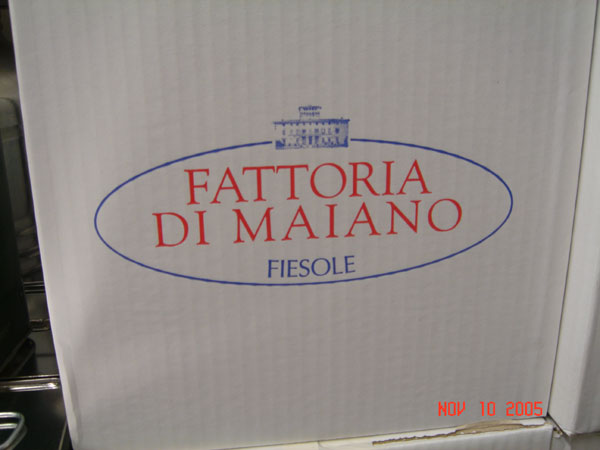 FATTORIA
DI MAIANO
FIESOLE
NOV 10 2005